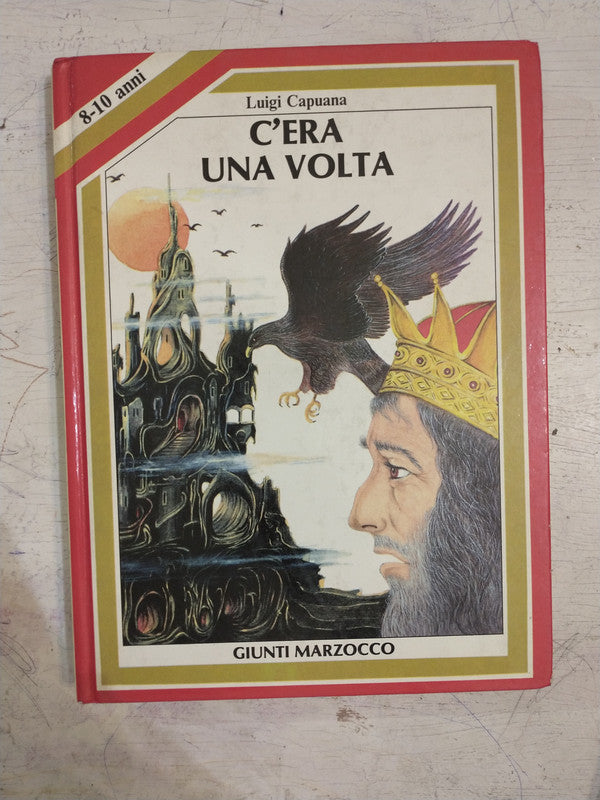 8-10 anni
Luigi Capuana
C'ERA
UNA VOLTA
GIUNTI MARZOCCO